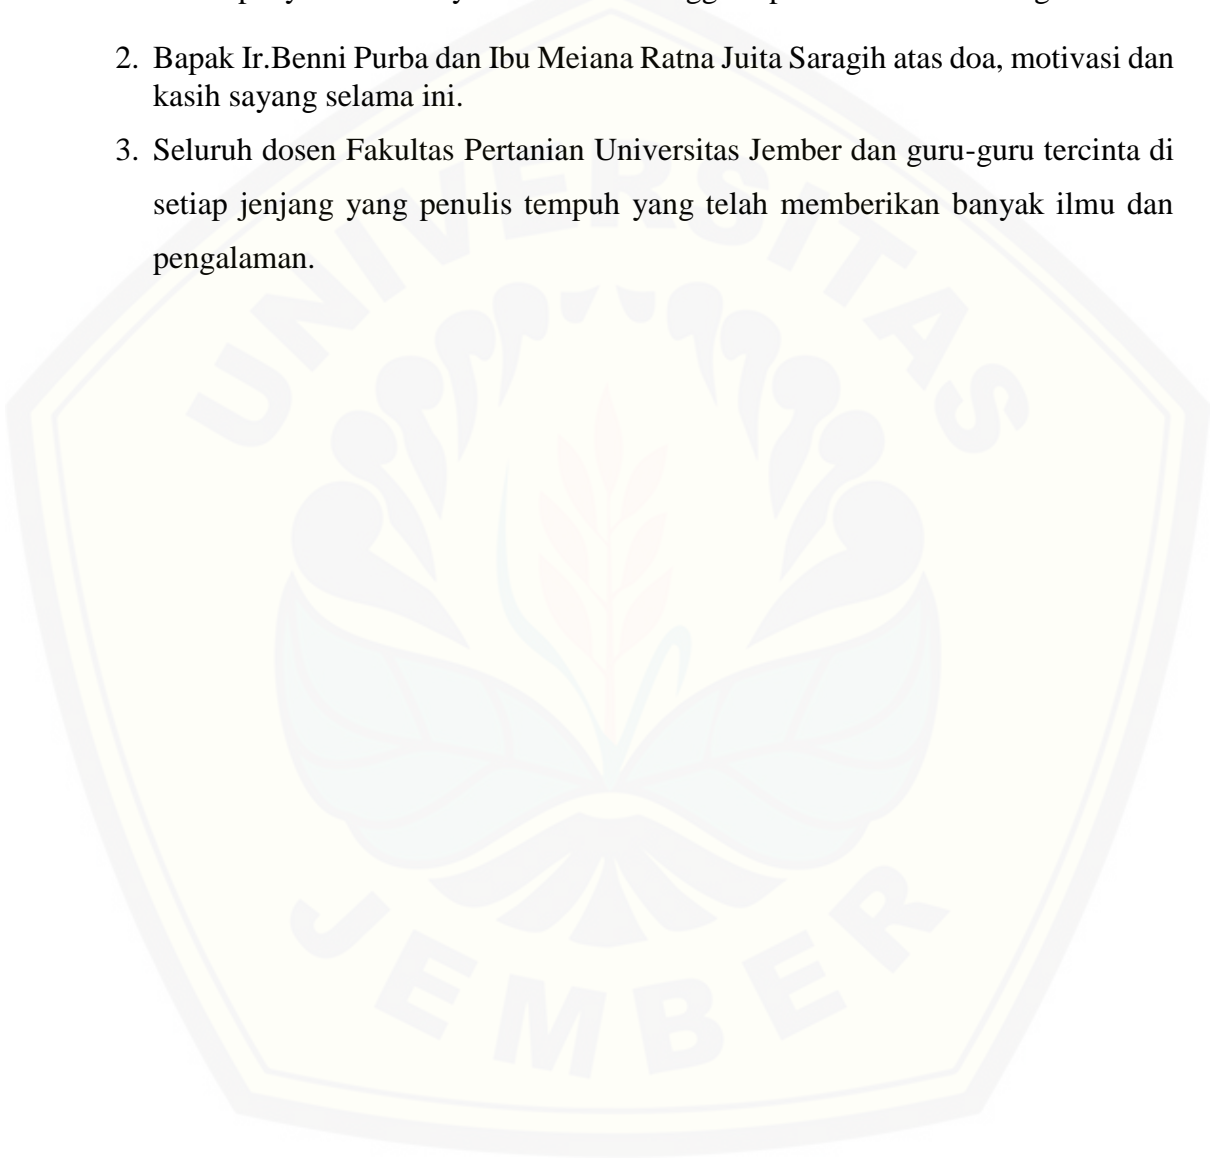 2. Bapak Ir.Benni Purba dan Ibu Meiana Ratna Juita Saragih atas doa, motivasi dan
kasih sayang selama ini.
3. Seluruh dosen Fakultas Pertanian Universitas Jember dan guru-guru tercinta di
setiap jenjang yang penulis tempuh yang telah memberikan banyak ilmu dan
pengalaman.
UNIVERSITAS
JEMBER